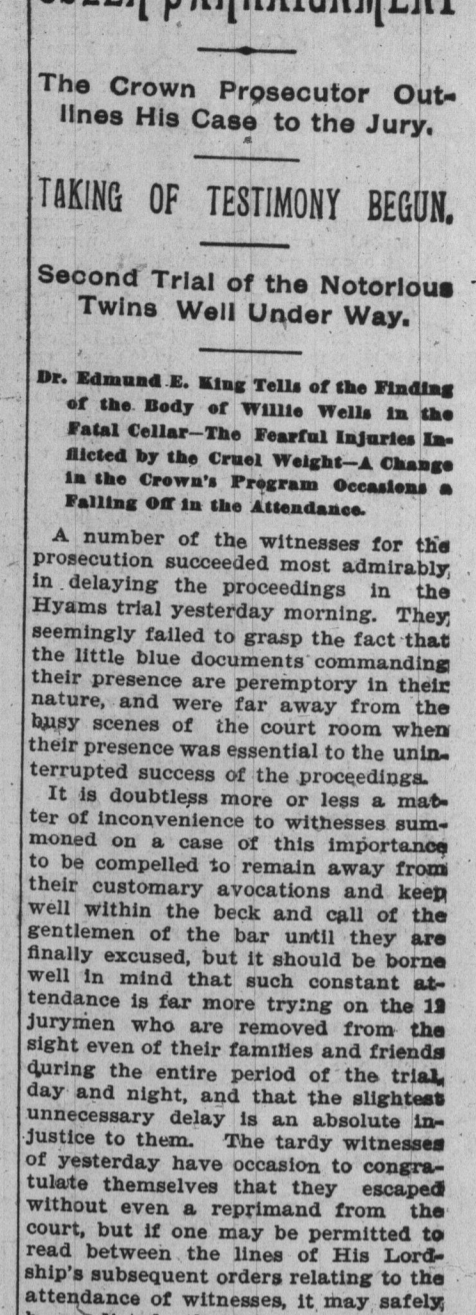 The Crown Prosecutor Out-
lines His Case to the Jury.
TAKING OF TESTIMONY BEGUN.
Second Trial of the Notorious
Twins Well Under Way.
Dr. Edmund E. King Tells of the Finding
of the Body of Willie Wells in the
Fatal Cellar—The Fearful Injuries In-
flicted by the Cruel Weight—A Change
in the Crown's Program Occasions a
Falling Off in the Attendance.
A number of the witnesses for the
prosecution succeeded most admirably
in delaying the proceedings in the
Hyams trial yesterday morning. They
seemingly failed to grasp the fact that
the little blue documents commanding
their presence are peremptory in their
nature, and were far away from the
busy scenes of the court room when
their presence was essential to the unin-
terrupted success of the proceedings.
It is doubtless more or less a mat-
ter of inconvenience to witnesses sum-
moned on a case of this importance
to be compelled to remain away from
their customary avocations and keep
well within the beck and call of the
gentlemen of the bar until they are
finally excused, but it should be borne
well in mind that such constant at-
tendance is far more trying on the 12
jurymen who are removed from the
sight even of their families and friends
during the entire period of the trial,
day and night, and that the slightest
unnecessary delay is an absolute in-
justice to them. The tardy witnesses
of yesterday have occasion to congra-
tulate themselves that they escaped
without even a reprimand from the
court, but if one may be permitted to
read between the lines of His Lord-
ship's subsequent orders relating to the
attendance of witnesses, it may safely